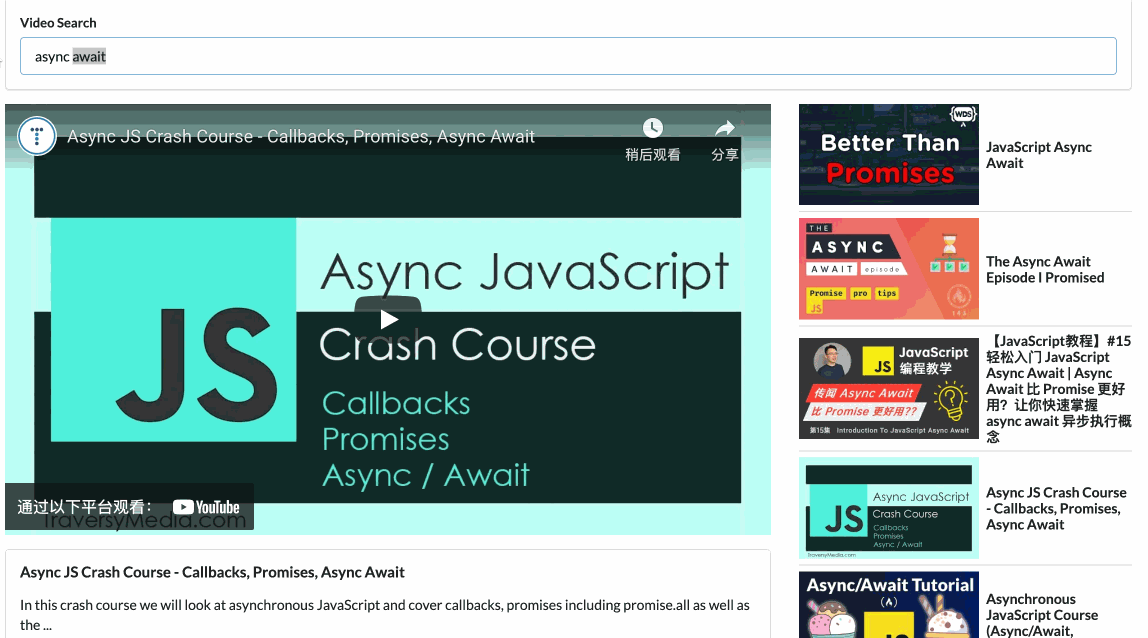 Video Search
async await
Async JS Crash Course - Callbacks, Promises, Async Await
稍后观看
分享
Async JavaScript
JS
Crash Course
Callbacks
Promises
Async / Await
通过以下平台观看：
YouTube
TraversyMedia.com
Async JS Crash Course - Callbacks, Promises, Async Await
In this crash course we will look at asynchronous JavaScript and cover callbacks, promises including promise.all as well as
the ...
WDS
Better Than
Promises
JavaScript Async
Await
THE
ASYNC
AWAIT episode
Promise pro tips
JS
The Async Await
Episode I Promised
JS
JavaScript
编程教学
传闻 Async Await
比 Promise 更好用??
第15集 Introduction To JavaScript Async Await
【JavaScript教程】#15
轻松入门 JavaScript
Async Await | Async
Await 比 Promise 更好
用？让你快速掌握
async await 异步执行概
念
Async JavaScript
JS
Crash Course
Callbacks
Promises
Async / Await
TraversyMedia.com
Async JS Crash Course
- Callbacks, Promises,
Async Await
Async/Await Tutorial
Asynchronous
JavaScript Course
(Async/Await,